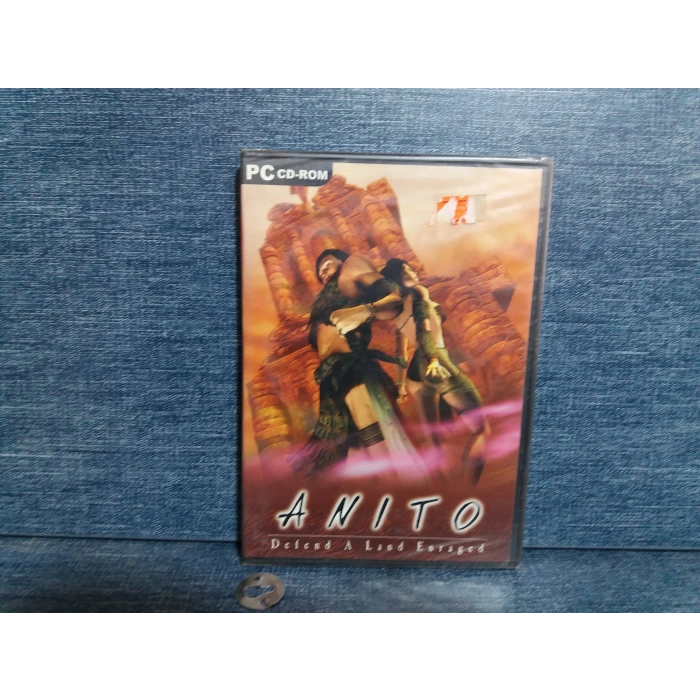 PC CD-ROM
ANITO
Defend A Land Enraged